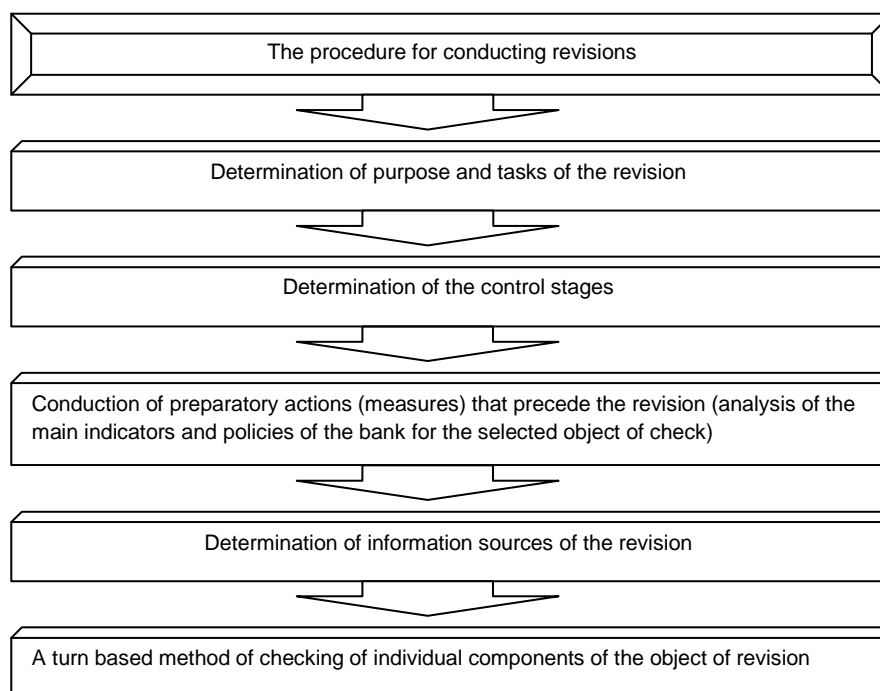 The procedure for conducting revisions
Determination of purpose and tasks of the revision
Determination of the control stages
Conduction of preparatory actions (measures) that precede the revision (analysis of the
main indicators and policies of the bank for the selected object of check)
Determination of information sources of the revision
A turn based method of checking of individual components of the object of revision